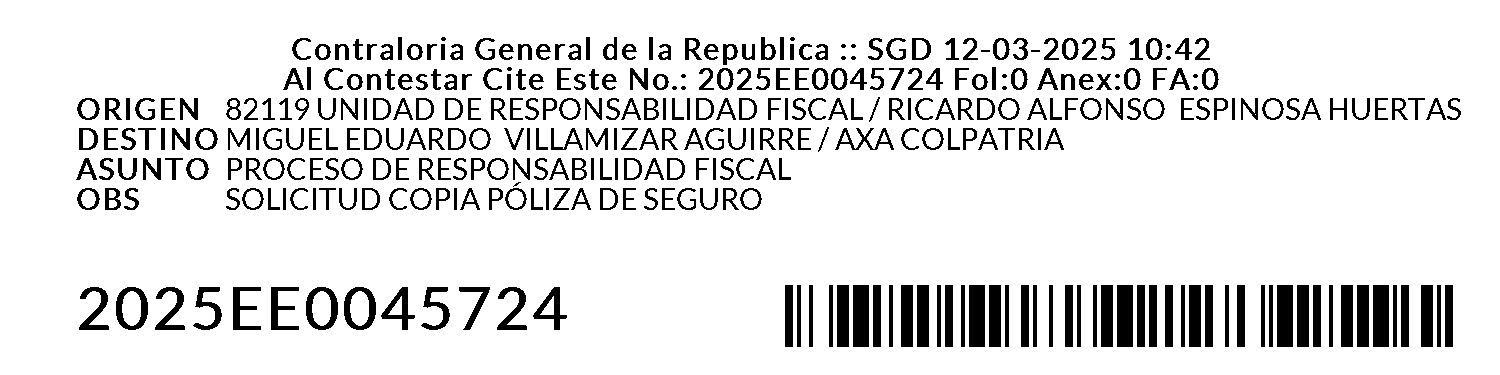 Contraloria General de la Republica :: SGD 12-03-2025 10:42
Al Contestar Cite Este No.: 2025EE0045724 Fol:0 Anex:0 FA:0
ORIGEN 82119 UNIDAD DE RESPONSABILIDAD FISCAL / RICARDO ALFONSO ESPINOSA HUERTAS
DESTINO MIGUEL EDUARDO VILLAMIZAR AGUIRRE / AXA COLPATRIA
ASUNTO PROCESO DE RESPONSABILIDAD FISCAL
OBS SOLICITUD COPIA PÓLIZA DE SEGURO
2025EE0045724